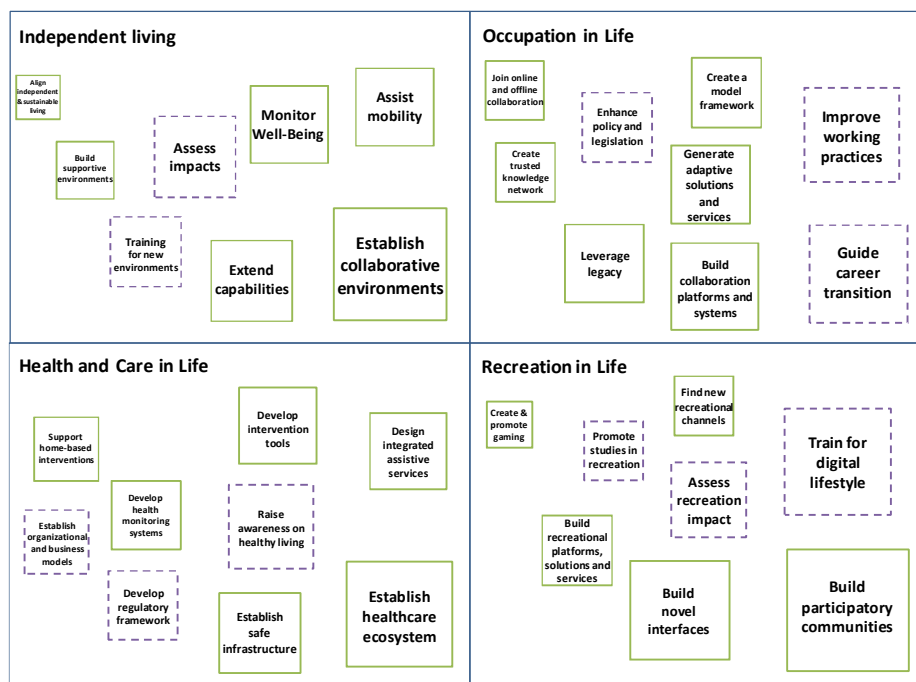 Independent living
Align
independent
& sustainable
living
Build
supportive
environments
Assess
impacts
Monitor
Well-Being
Assist
mobility
Training
for new
environments
Extend
capabilities
Establish
collaborative
environments
Occupation in Life
Join online
and offline
collaboration
Enhance
policy and
legislation
Create a
model
framework
Improve
working
practices
Create
trusted
knowledge
network
Generate
adaptive
solutions
and
services
Leverage
legacy
Build
collaboration
platforms and
systems
Guide
career
transition
Health and Care in Life
Support
home-based
interventions
Develop
intervention
tools
Design
integrated
assistive
services
Develop
health
monitoring
systems
Establish
organizational
and business
models
Raise
awareness on
healthy living
Develop
regulatory
framework
Establish
safe
infrastructure
Establish
healthcare
ecosystem
Recreation in Life
Create &
promote
gaming
Promote
studies in
recreation
Find new
recreational
channels
Train for
digital
lifestyle
Assess
recreation
impact
Build
recreational
platforms,
solutions and
services
Build
novel
interfaces
Build
participatory
communities